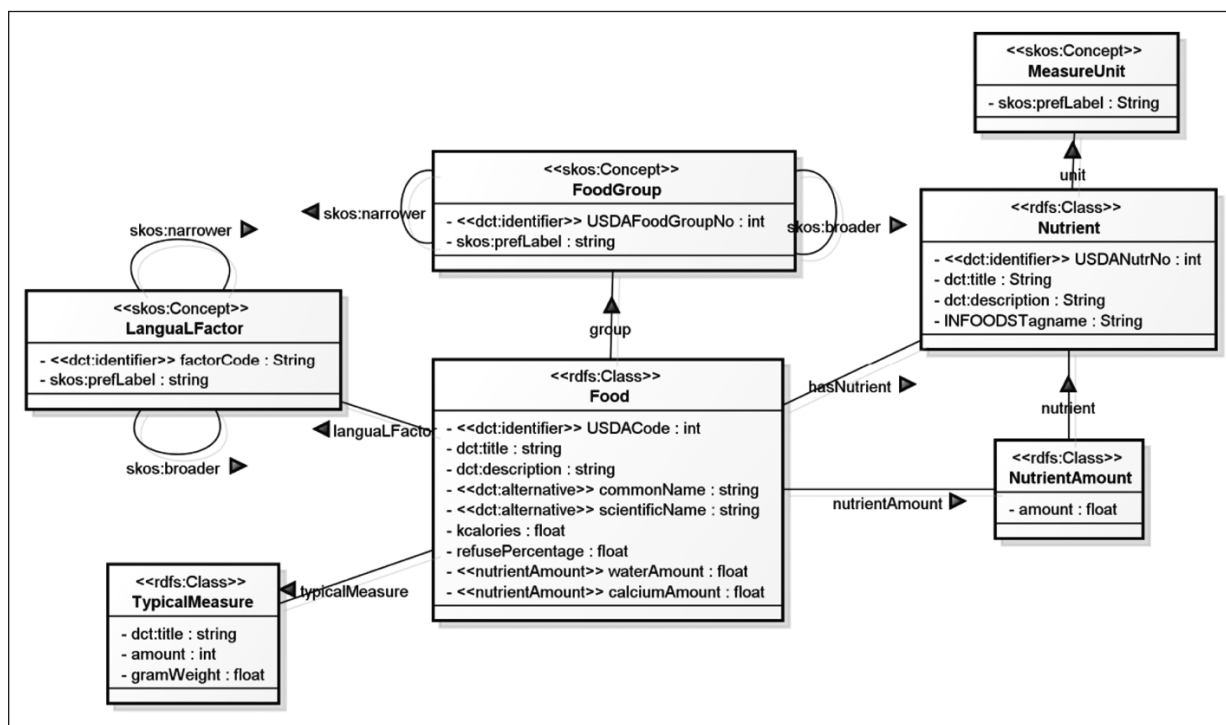 <<skos:Concept>>
MeasureUnit
- skos:prefLabel : String
unit
<<skos:Concept>>
FoodGroup
- <<dct:identifier>> USDAFoodGroupNo : int
- skos:prefLabel : string
skos:narrower
skos:broader
<<rdfs:Class>>
Nutrient
- <<dct:identifier>> USDANutrNo : int
- dct:title : String
- dct:description : String
- INFOODSTagname : String
skos:narrower
<<skos:Concept>>
LanguaLFactor
- <<dct:identifier>> factorCode : String
- skos:prefLabel : string
skos:broader
group
languaLFactor
hasNutrient
nutrient
<<rdfs:Class>>
Food
- <<dct:identifier>> USDACode : int
- dct:title : string
- dct:description : string
- <<dct:alternative>> commonName : string
- <<dct:alternative>> scientificName : string
- kcalories : float
- refusePercentage : float
- <<nutrientAmount>> waterAmount : float
- <<nutrientAmount>> calciumAmount : float
nutrientAmount
<<rdfs:Class>>
NutrientAmount
- amount : float
typicalMeasure
<<rdfs:Class>>
TypicalMeasure
- dct:title : string
- amount : int
- gramWeight : float